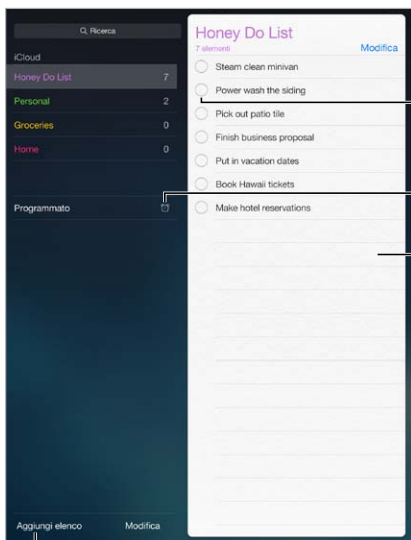 Ricerca
iCloud
Honey Do List 7
Personal 2
Groceries 0
Home 0
Programmato
Aggiungi elenco Modifica
Honey Do List
7 elementi Modifica
Steam clean minivan
Power wash the siding
Pick out patio tile
Finish business proposal
Put in vacation dates
Book Hawaii tickets
Make hotel reservations